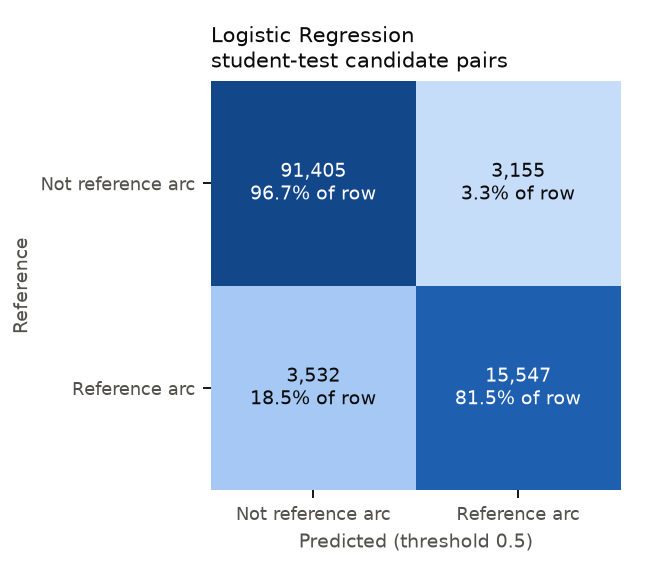 Logistic Regression
student-test candidate pairs
Not reference arc
91,405
96.7% of row
3,155
3.3% of row
Reference
Reference arc
3,532
18.5% of row
15,547
81.5% of row
Not reference arc
Reference arc
Predicted (threshold 0.5)